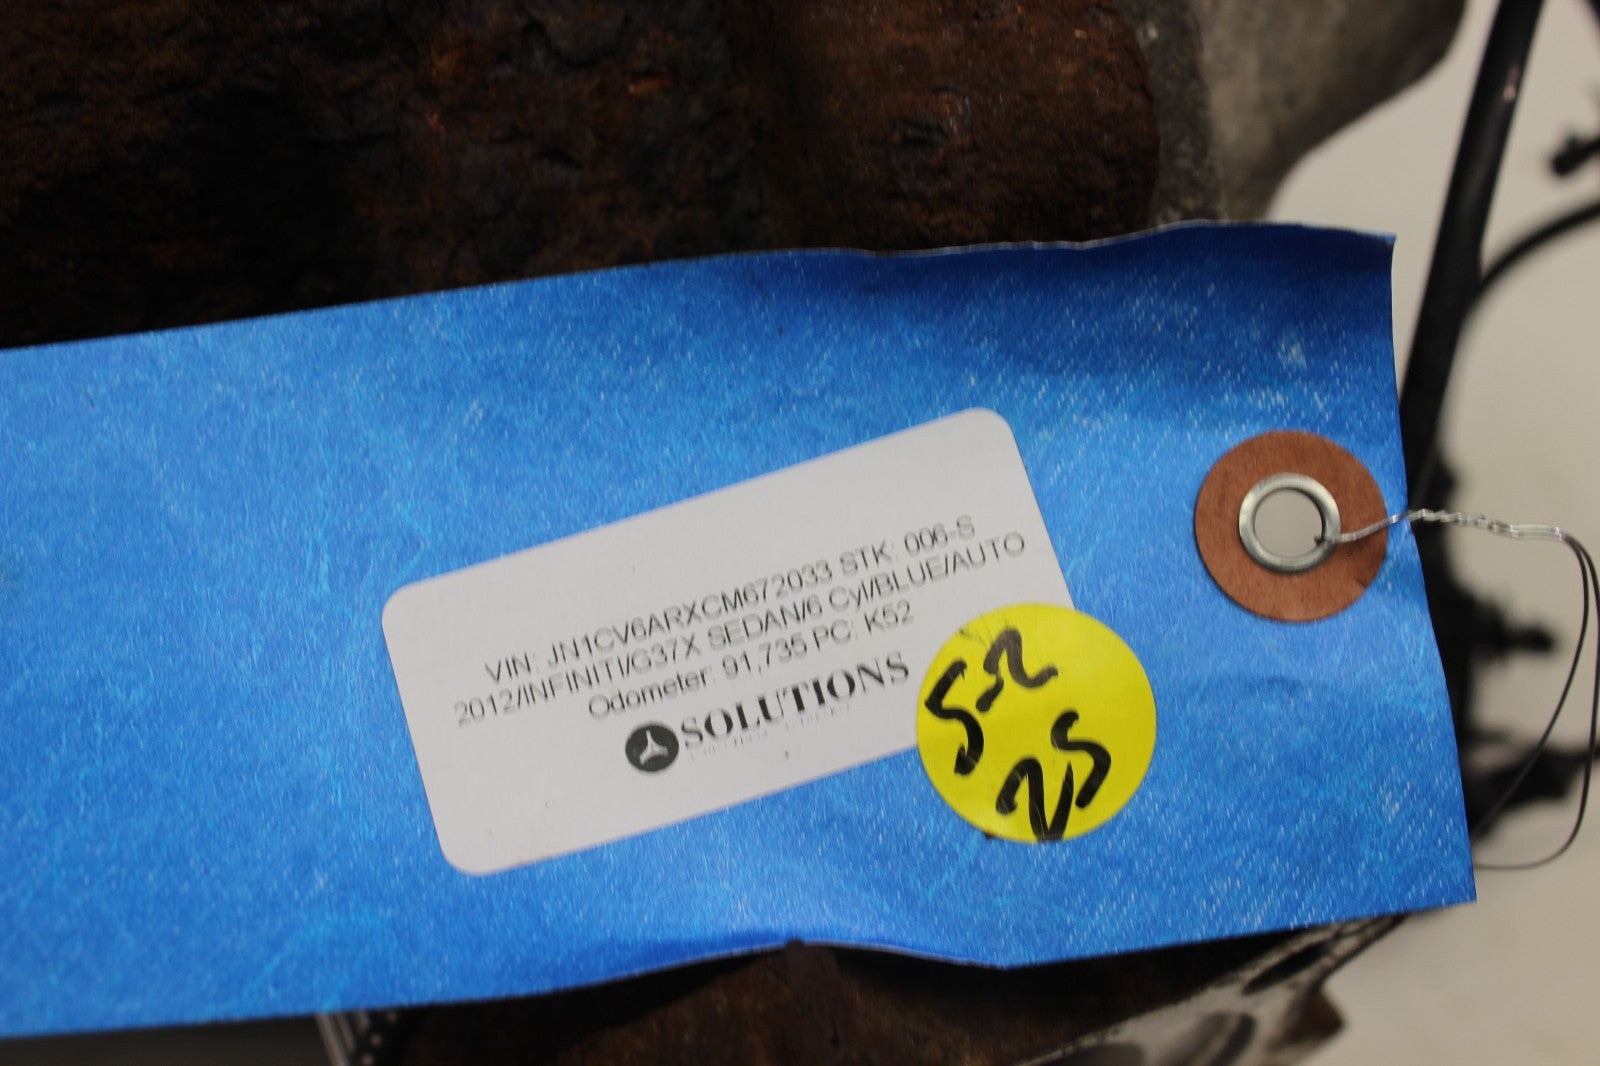 VIN: JN1CV6ARXCM672033 STK: 006-S
2012/INFINITI/G37X SEDAN/6 Cyl/BLUE/AUTO
Odometer: 91,735 PC: K52
SOLUTIONS
52
25